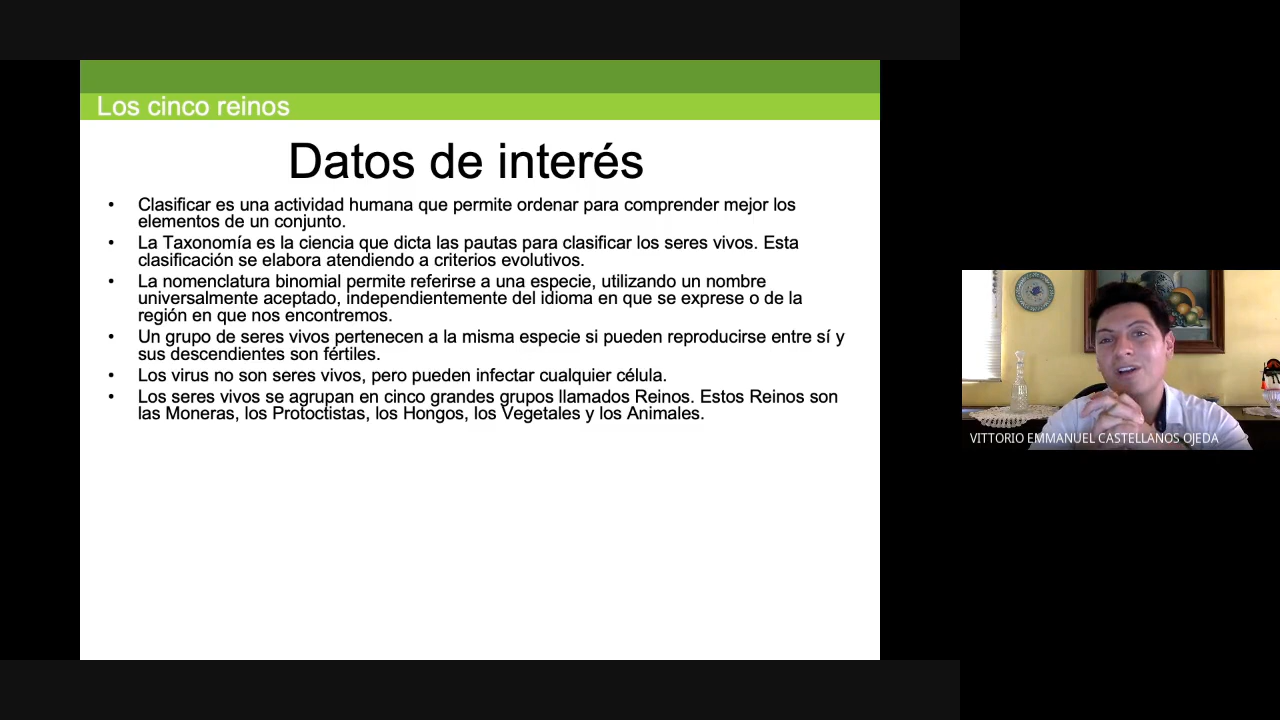 Los cinco reinos
Datos de interés
• Clasificar es una actividad humana que permite ordenar para comprender mejor los
elementos de un conjunto.
• La Taxonomía es la ciencia que dicta las pautas para clasificar los seres vivos. Esta
clasificación se elabora atendiendo a criterios evolutivos.
• La nomenclatura binomial permite referirse a una especie, utilizando un nombre
universalmente aceptado, independientemente del idioma en que se exprese o de la
región en que nos encontremos.
• Un grupo de seres vivos pertenecen a la misma especie si pueden reproducirse entre sí y
sus descendientes son fértiles.
• Los virus no son seres vivos, pero pueden infectar cualquier célula.
• Los seres vivos se agrupan en cinco grandes grupos llamados Reinos. Estos Reinos son
las Moneras, los Protoctistas, los Hongos, los Vegetales y los Animales.
VITTORIO EMMANUEL CASTELLANOS OJEDA